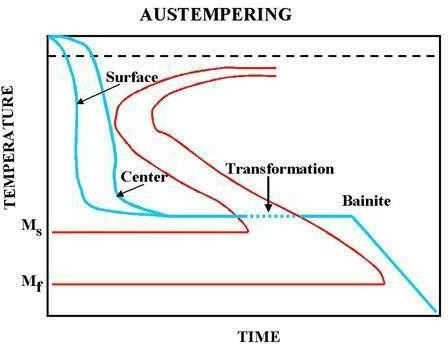 AUSTEMPERING
Surface
Center
Transformation
Bainite
Ms
Mf
TEMPERATURE
TIME